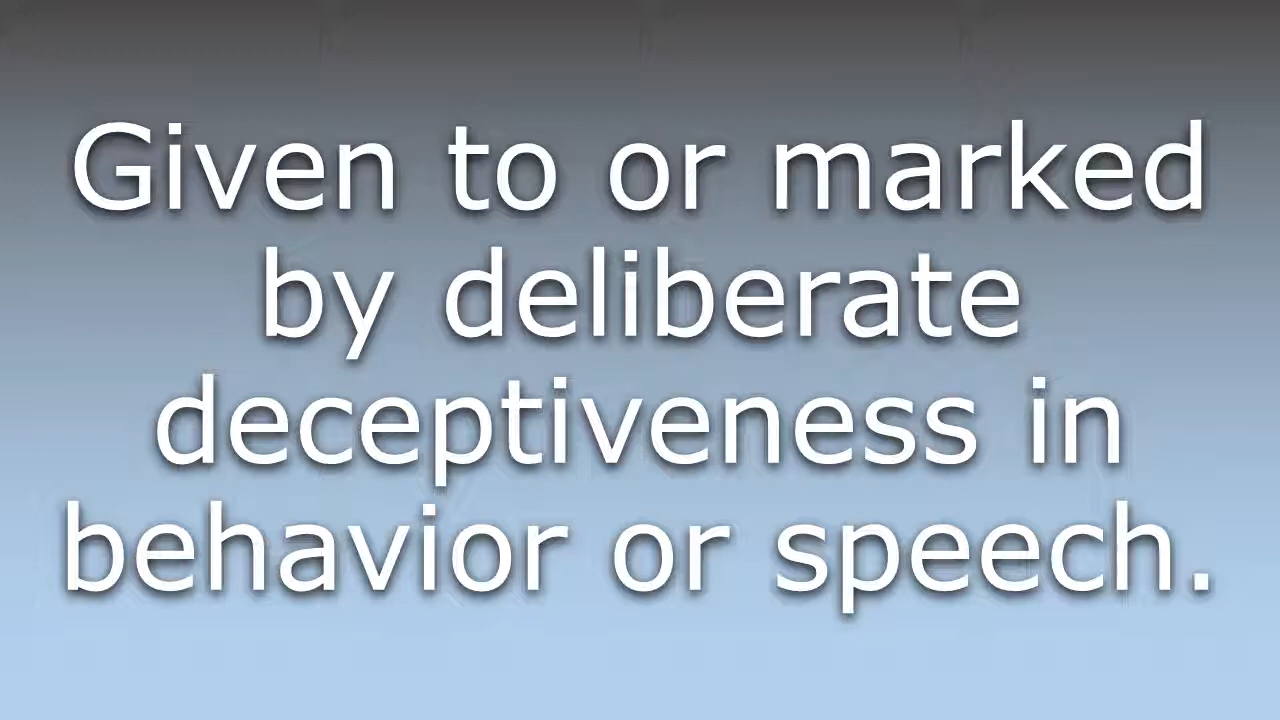 Given to or marked
by deliberate
deceptiveness in
behavior or speech.